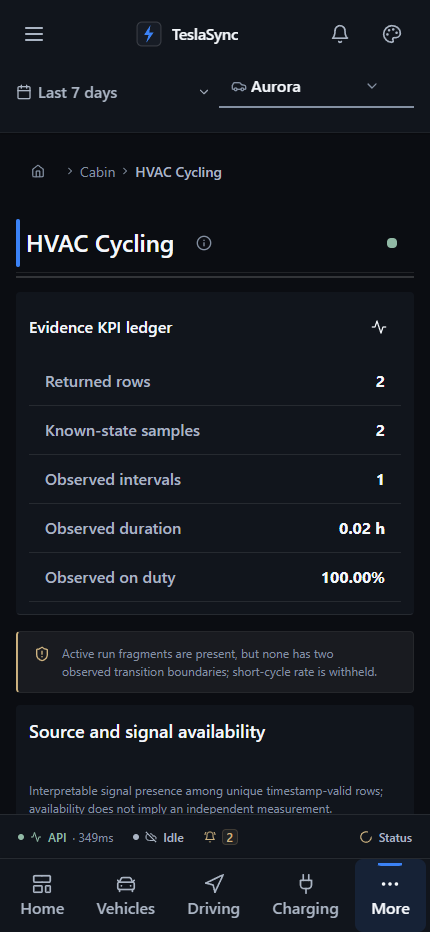 TeslaSync
Last 7 days
Aurora
Cabin
HVAC Cycling
HVAC Cycling
Evidence KPI ledger
Returned rows 2
Known-state samples 2
Observed intervals 1
Observed duration 0.02 h
Observed on duty 100.00%
Active run fragments are present, but none has two
observed transition boundaries; short-cycle rate is withheld.
Source and signal availability
Interpretable signal presence among unique timestamp-valid rows;
availability does not imply an independent measurement.
API · 349ms Idle 2 Status
Home Vehicles Driving Charging More